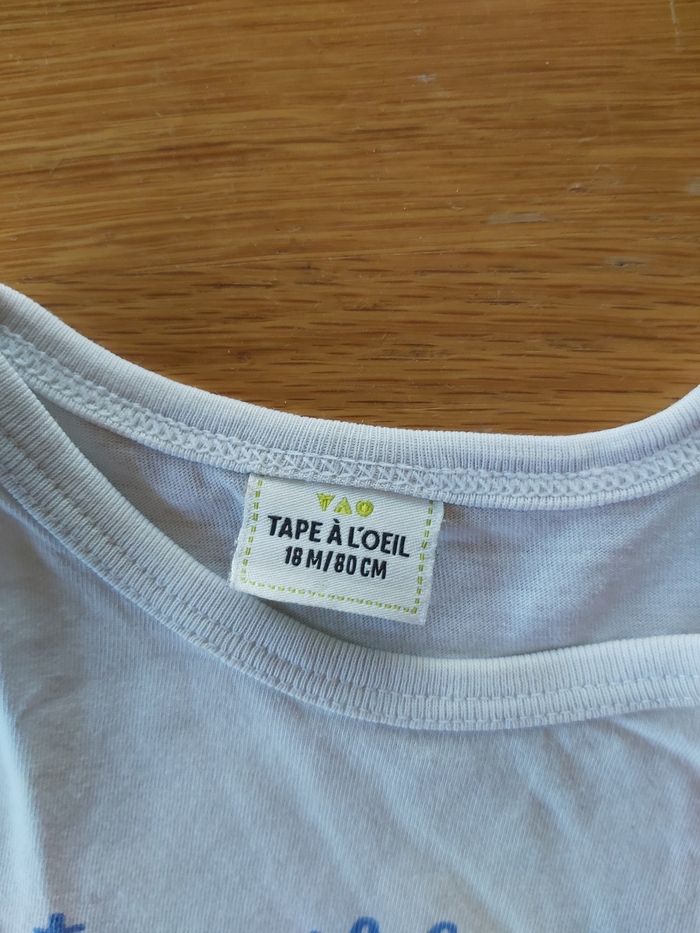 TAO
TAPE À L'OEIL
18 M/80 CM